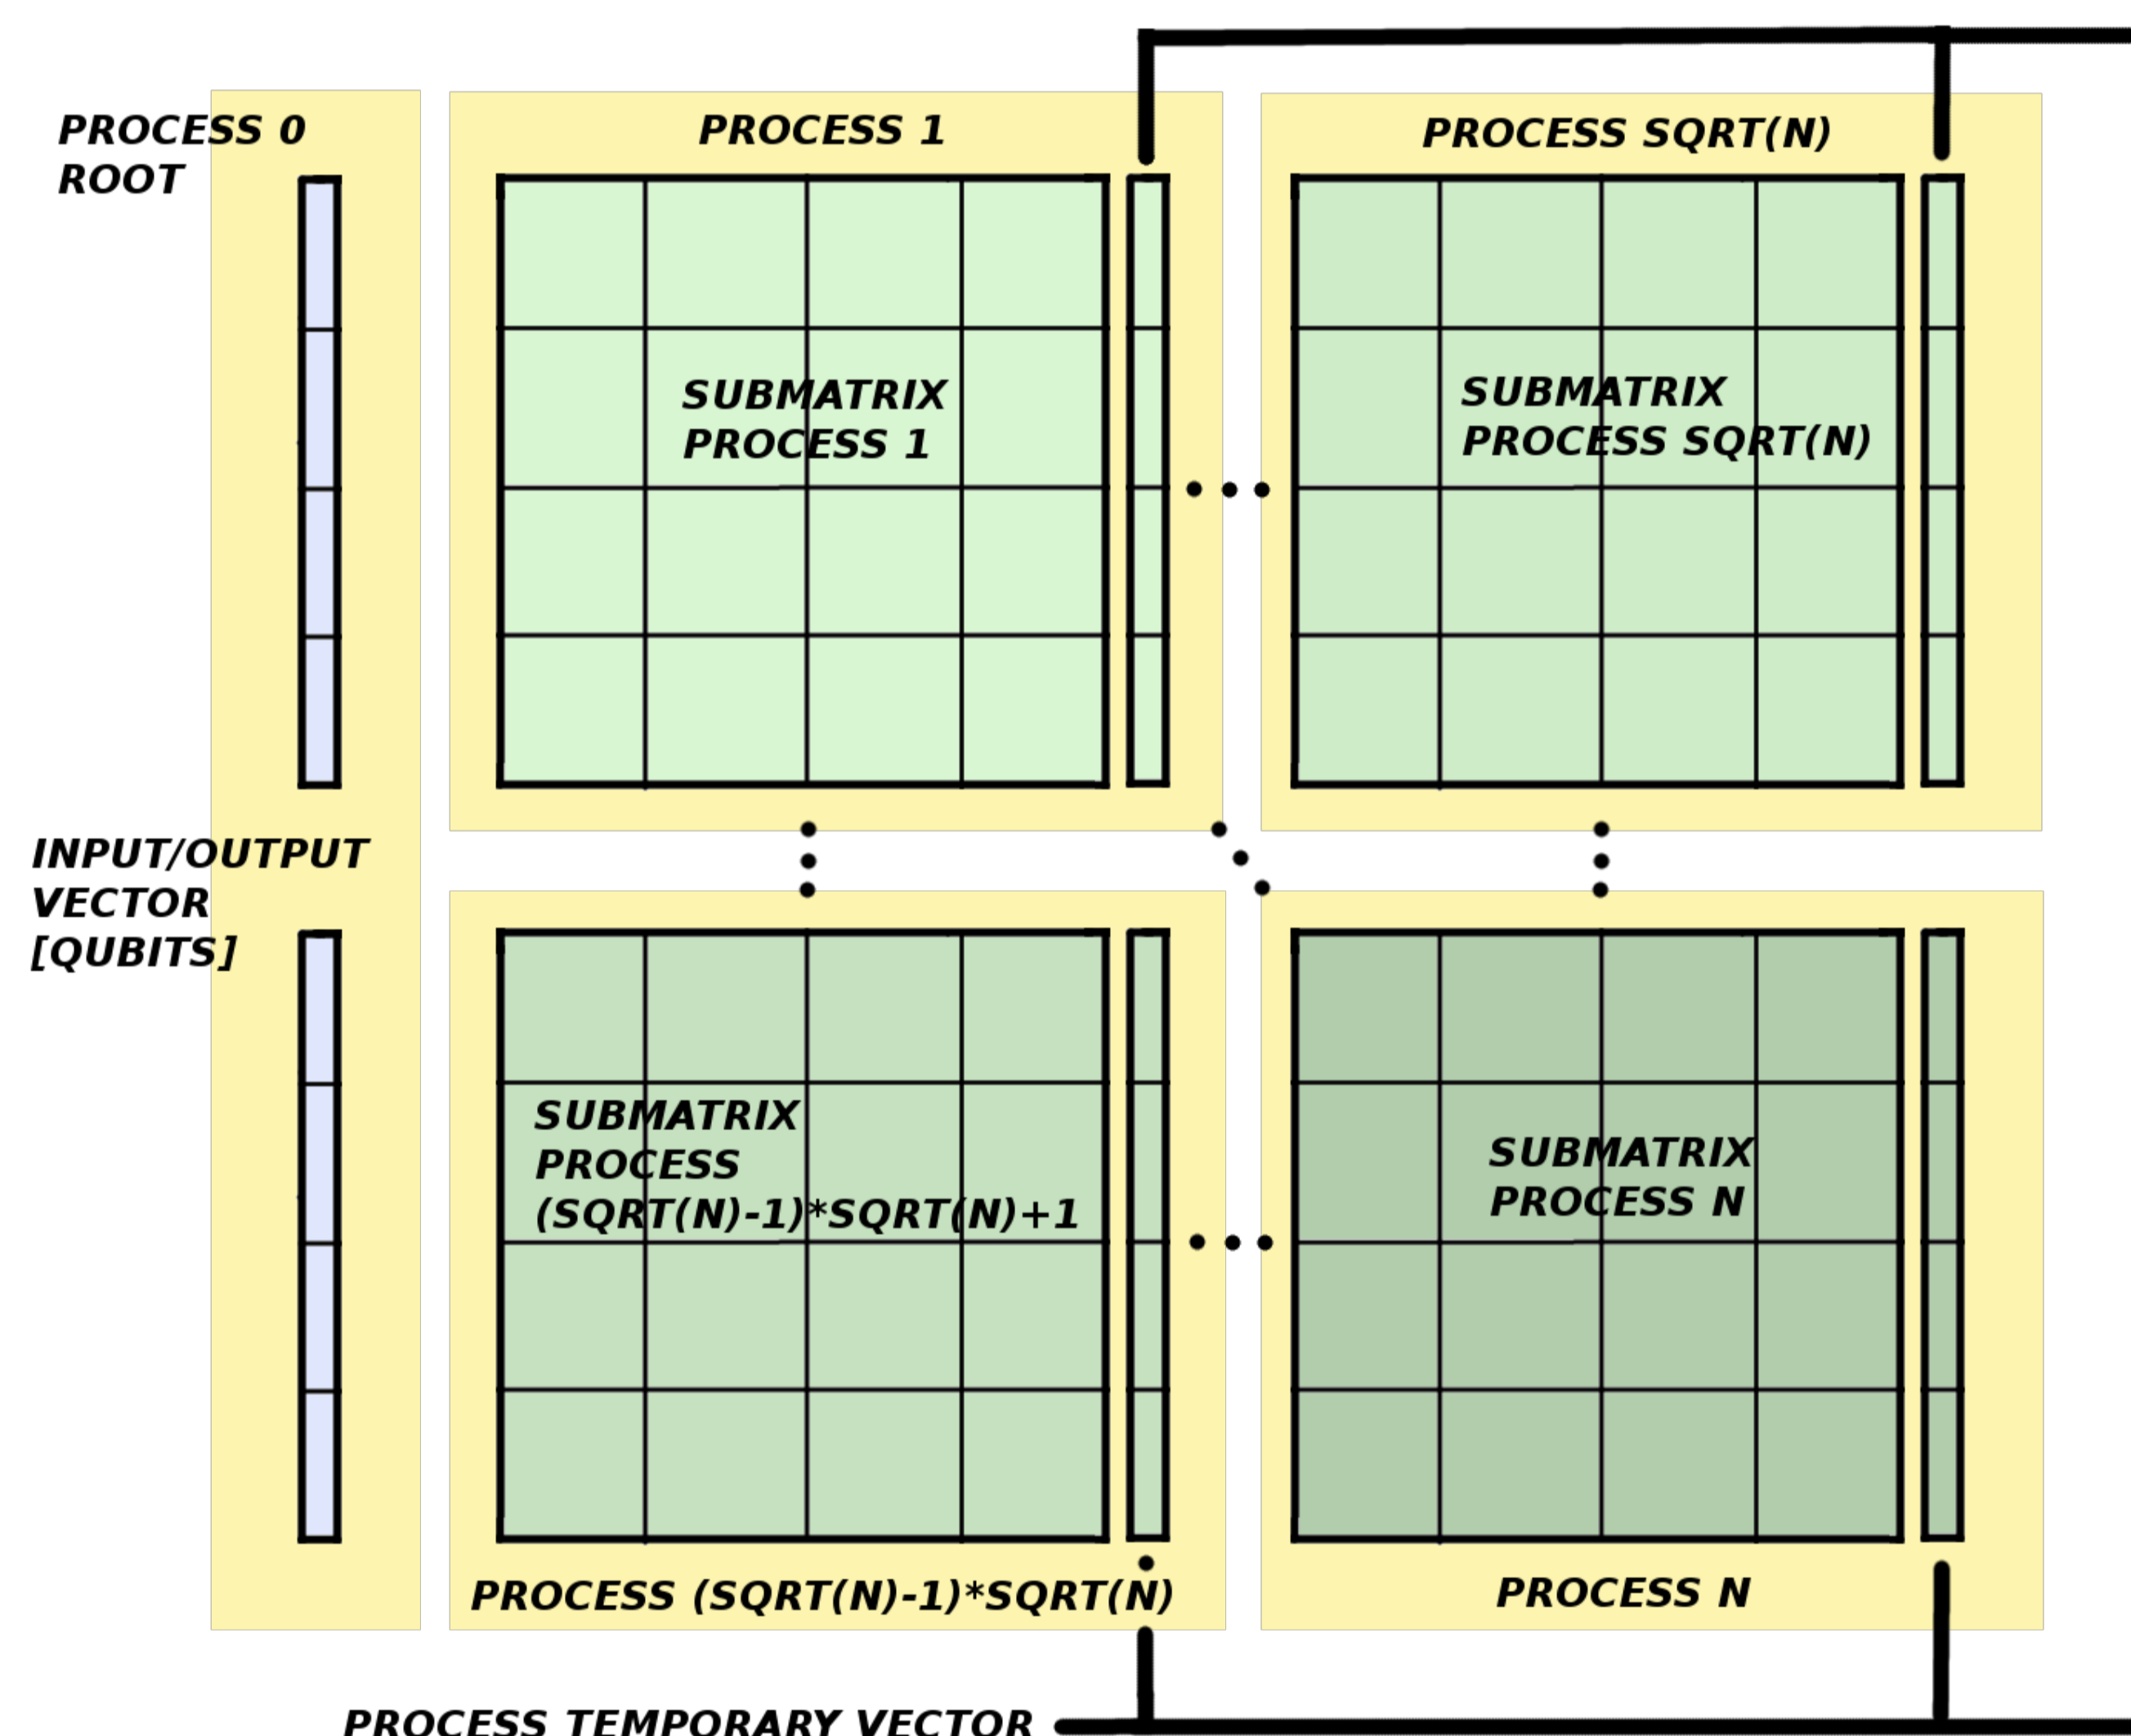 PROCESS 0
ROOT
PROCESS 1
PROCESS SQRT(N)
SUBMATRIX
PROCESS 1
SUBMATRIX
PROCESS SQRT(N)
INPUT/OUTPUT
VECTOR
[QUBITS]
SUBMATRIX
PROCESS
(SQRT(N)-1)*SQRT(N)+1
SUBMATRIX
PROCESS N
PROCESS (SQRT(N)-1)*SQRT(N)
PROCESS N
PROCESS TEMPORARY VECTOR